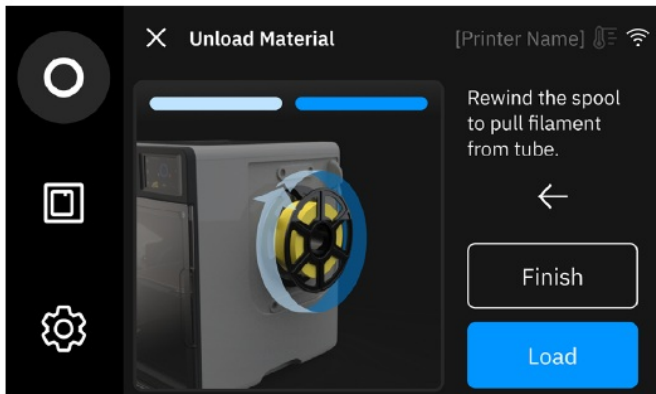 Unload Material
[Printer Name]
Rewind the spool
to pull filament
from tube.
Finish
Load